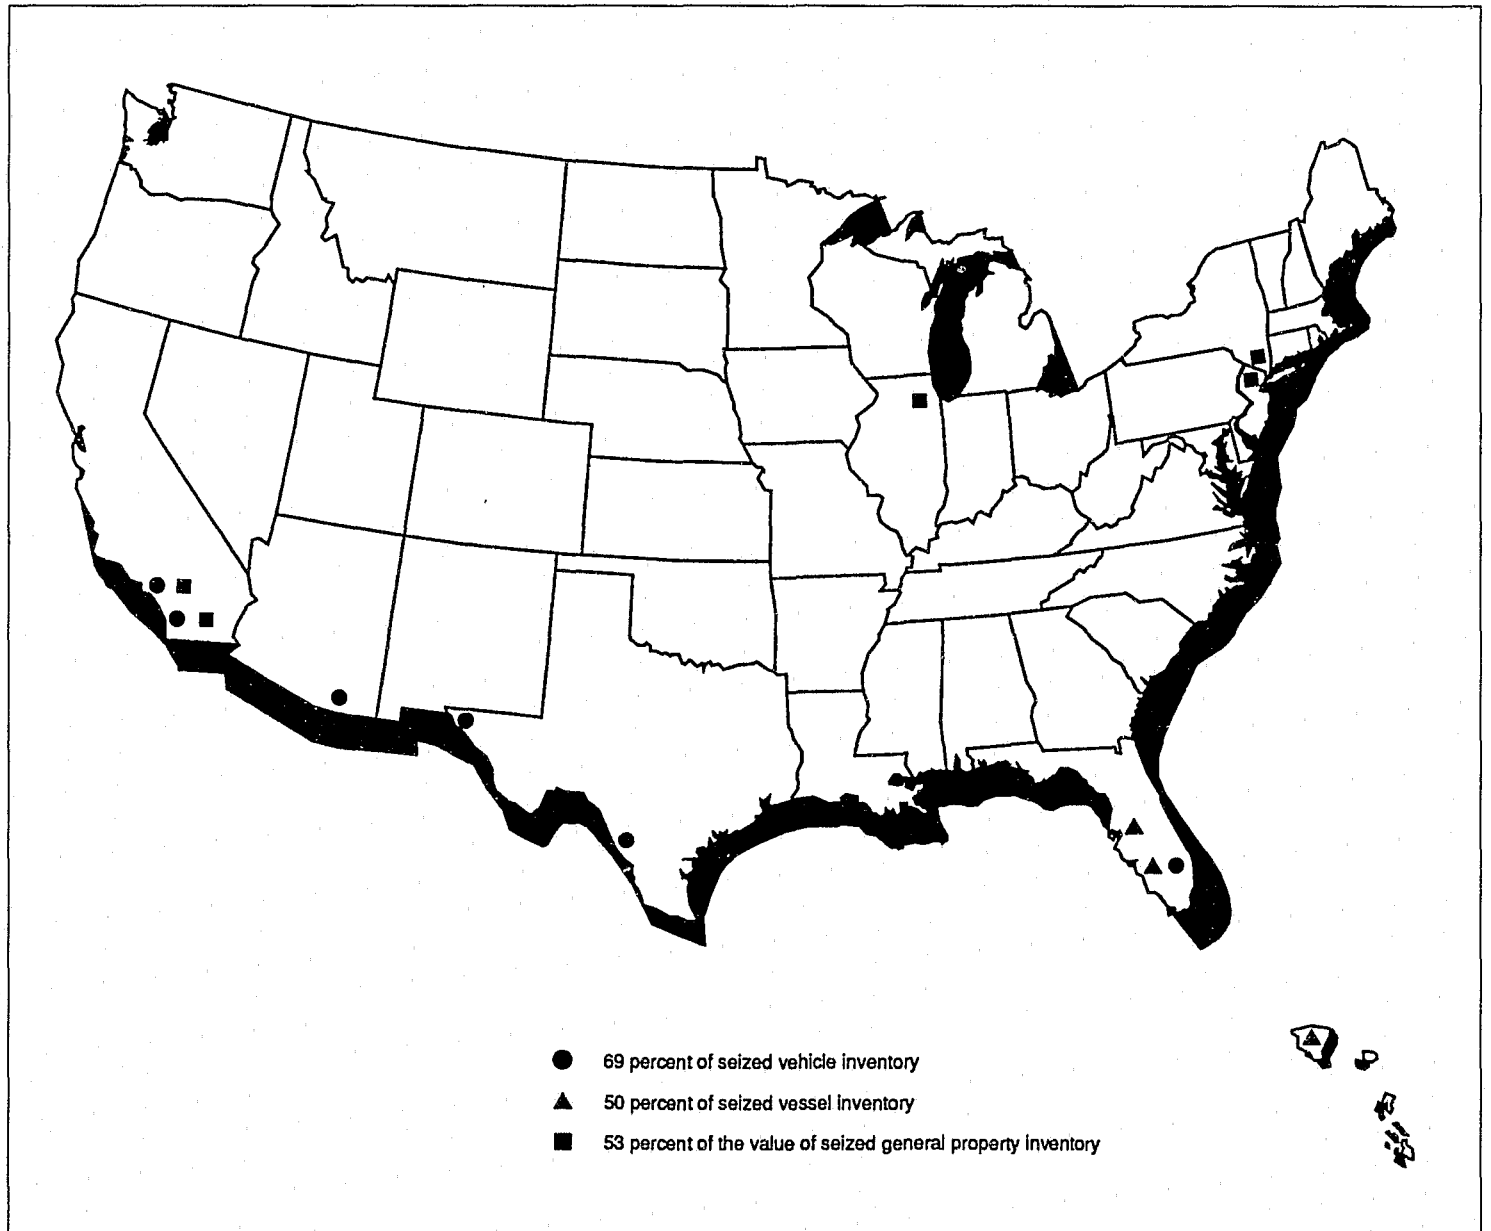 69 percent of seized vehicle inventory
50 percent of seized vessel inventory
53 percent of the value of seized general property inventory